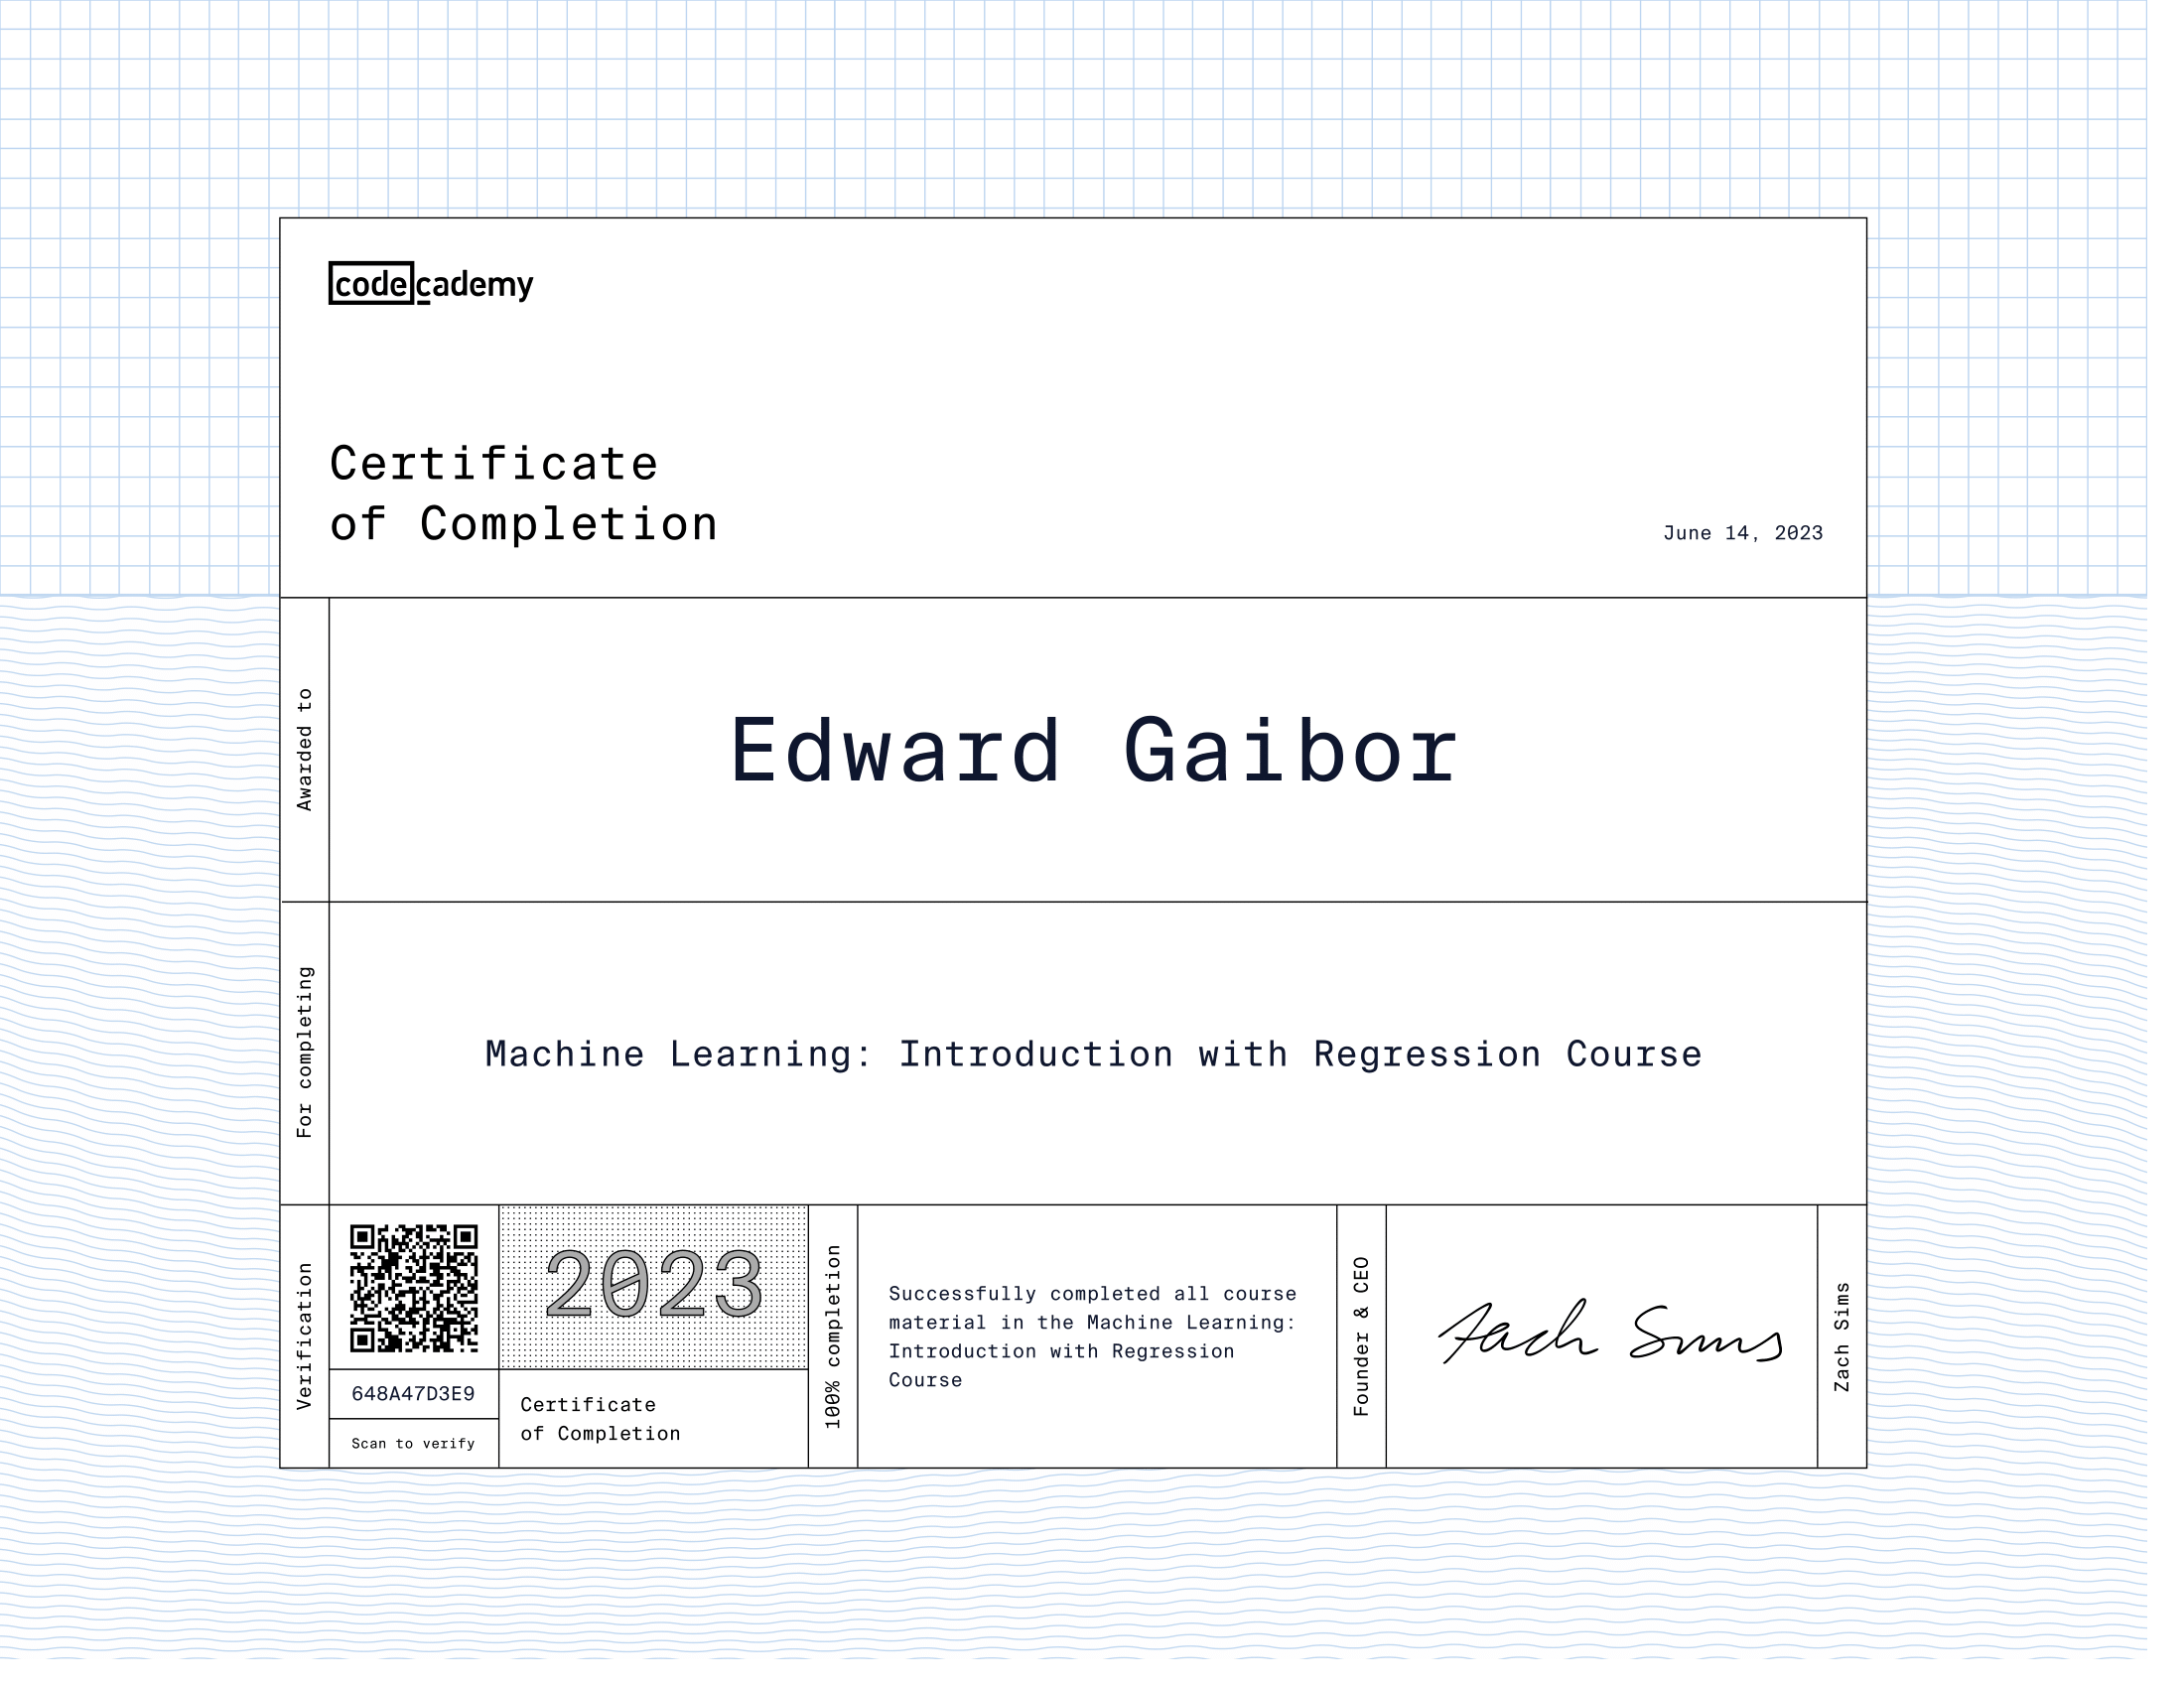 codecademy
Certificate
of Completion
June 14, 2023
Awarded to
Edward Gaibor
For completing
Machine Learning: Introduction with Regression Course
Verification
648A47D3E9
Scan to verify
2023
Certificate
of Completion
100% completion
Successfully completed all course
material in the Machine Learning:
Introduction with Regression
Course
Founder & CEO
Zach Sims
Zach Sims